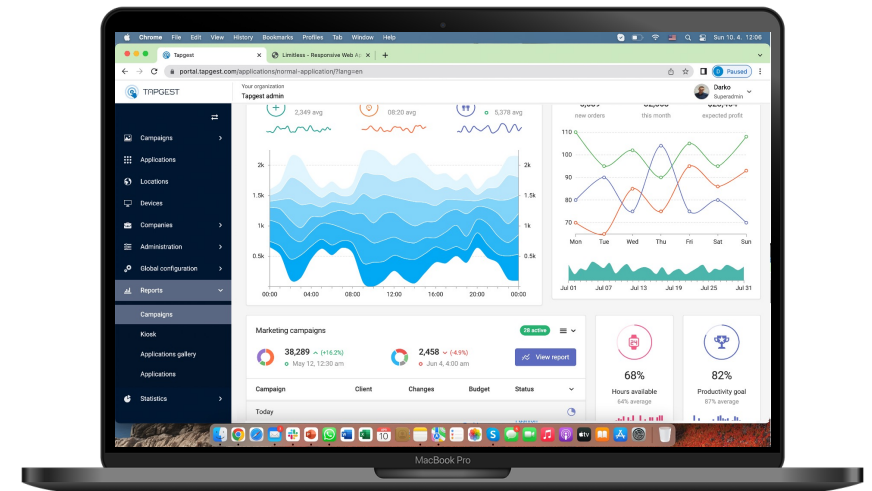 Chrome File Edit View History Bookmarks Profiles Tab Window Help Sun 10. 4. 12:06
Tapgest × Limitless - Responsive Web A × +
portal.tapgest.com/applications/normal-application/?lang=en Paused
TAPGEST
Your organisation
Tapgest admin
Darko
Superadmin
Campaigns
Applications
Locations
Devices
Companies
Administration
Global configuration
Reports
Campaigns
Kiosk
Applications gallery
Applications
Statistics
2,349 avg 08:20 avg 5,378 avg
2k 2k
1.5k 1.5k
1k 1k
0.5k 0.5k
00:00 04:00 08:00 12:00 16:00 20:00 00:00
new orders this month expected profit
110
100
90
80
70
Mon Tue Wed Thu Fri Sat Sun
Jul 01 Jul 07 Jul 13 Jul 19 Jul 25 Jul 31
Marketing campaigns 28 active
38,289 (+16.2%)
May 12, 12:30 am
2,458 (-4.9%)
Jun 4, 4:00 am
View report
Campaign Client Changes Budget Status
Today
68%
Hours available
64% average
82%
Productivity goal
87% average
10
tv
MacBook Pro